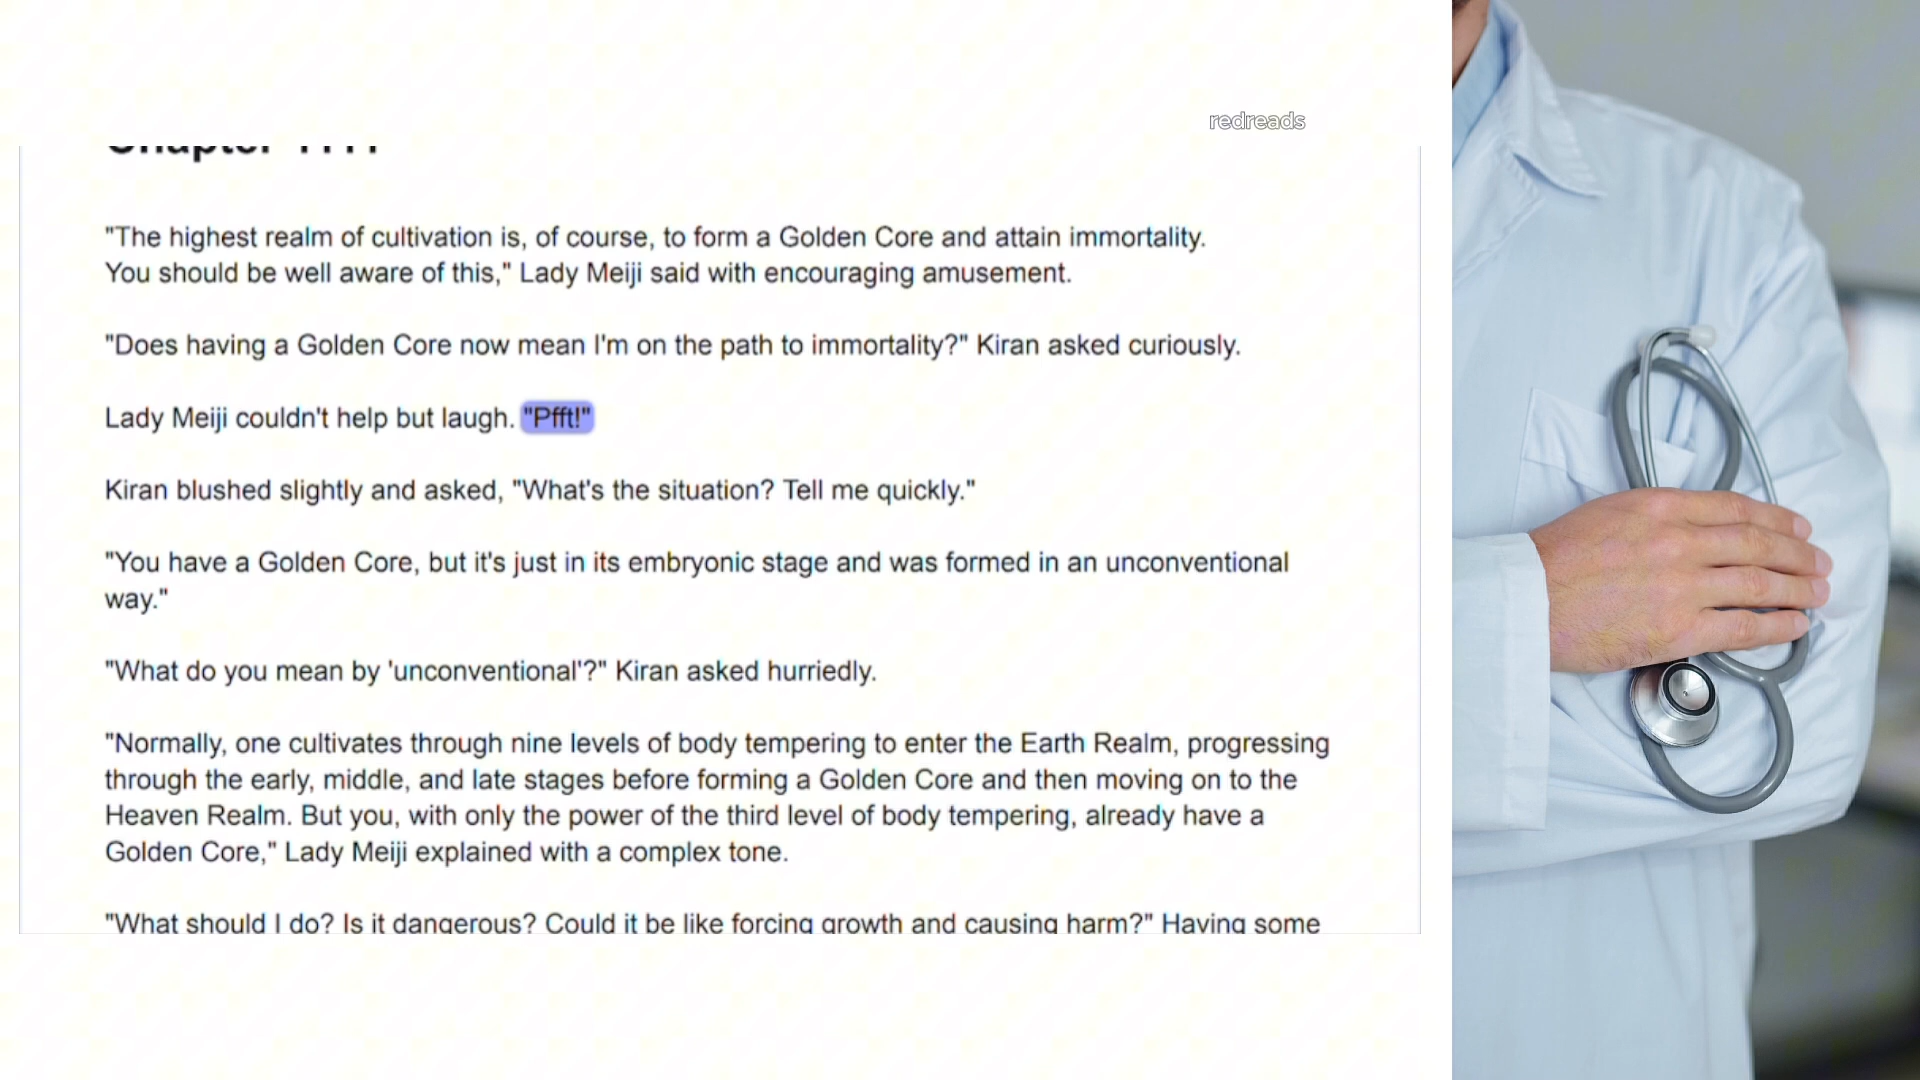 redreads
Chapter
"The highest realm of cultivation is, of course, to form a Golden Core and attain immortality.
You should be well aware of this," Lady Meiji said with encouraging amusement.
"Does having a Golden Core now mean I'm on the path to immortality?" Kiran asked curiously.
Lady Meiji couldn't help but laugh. "Pfft!"
Kiran blushed slightly and asked, "What's the situation? Tell me quickly."
"You have a Golden Core, but it's just in its embryonic stage and was formed in an unconventional
way."
"What do you mean by 'unconventional'?" Kiran asked hurriedly.
"Normally, one cultivates through nine levels of body tempering to enter the Earth Realm, progressing
through the early, middle, and late stages before forming a Golden Core and then moving on to the
Heaven Realm. But you, with only the power of the third level of body tempering, already have a
Golden Core," Lady Meiji explained with a complex tone.
"What should I do? Is it dangerous? Could it be like forcing growth and causing harm?" Having some